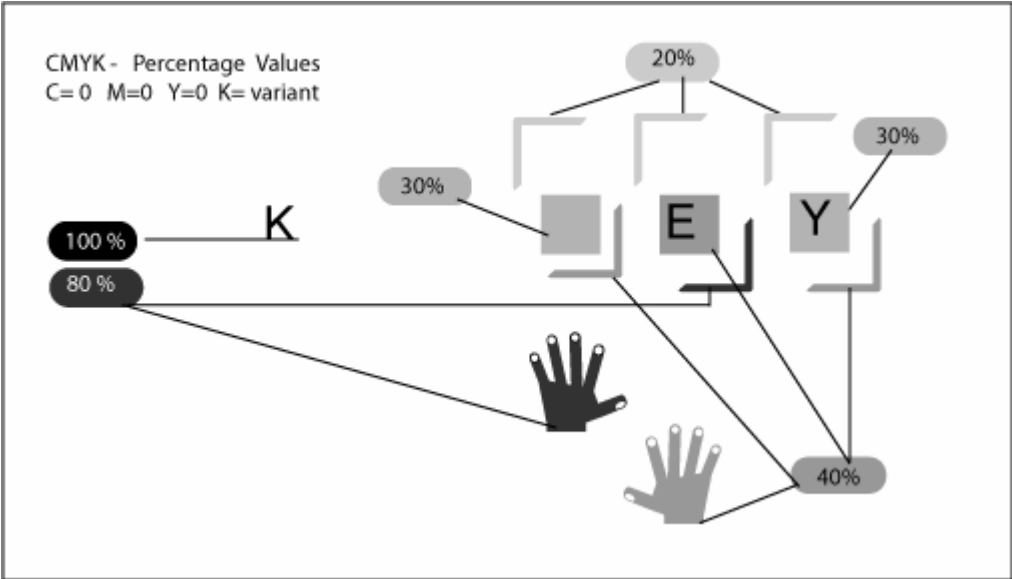 CMYK - Percentage Values
C= 0 M=0 Y=0 K= variant
20%
30%
30%
K
E
Y
100 %
80 %
40%